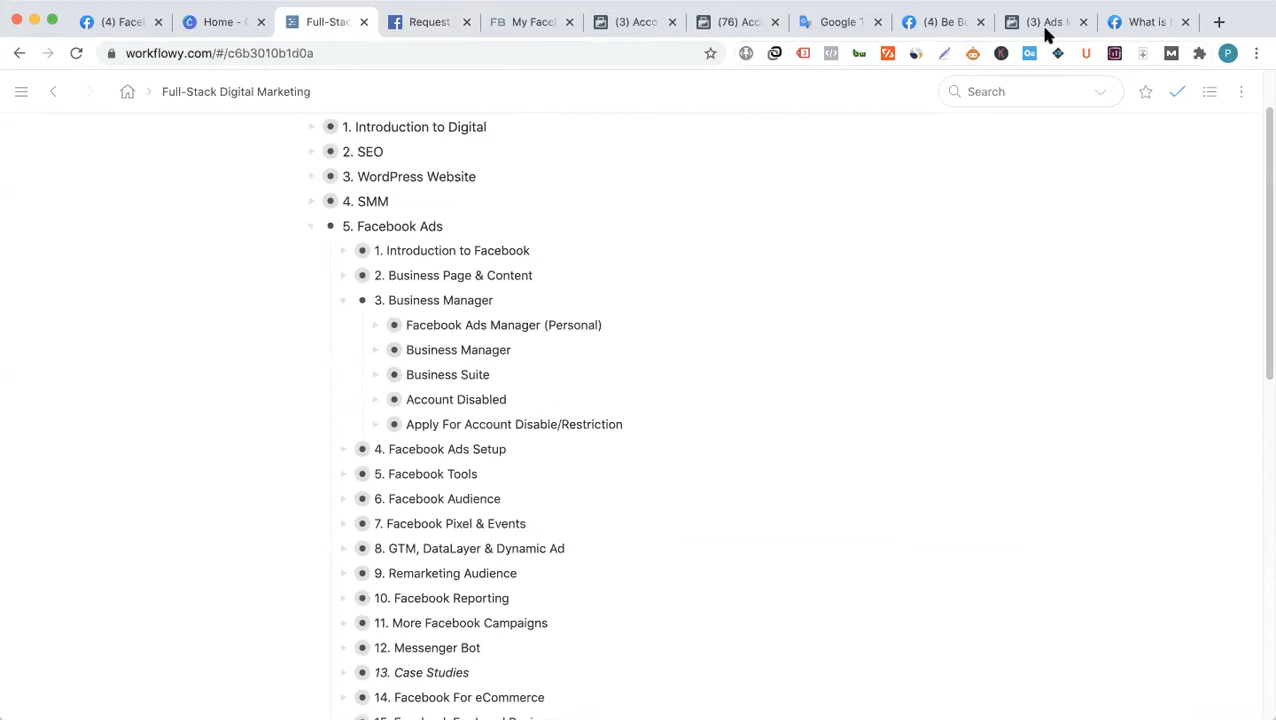 (4) Facel
Home - C
Full-Stac
Request
FB My Facel
(3) Acco
(76) Acc
Google T
(4) Be B
(3) Ads M
What is
workflowy.com/#/c6b3010b1d0a
Full-Stack Digital Marketing
Search
1. Introduction to Digital
2. SEO
3. WordPress Website
4. SMM
5. Facebook Ads
1. Introduction to Facebook
2. Business Page & Content
3. Business Manager
Facebook Ads Manager (Personal)
Business Manager
Business Suite
Account Disabled
Apply For Account Disable/Restriction
4. Facebook Ads Setup
5. Facebook Tools
6. Facebook Audience
7. Facebook Pixel & Events
8. GTM, DataLayer & Dynamic Ad
9. Remarketing Audience
10. Facebook Reporting
11. More Facebook Campaigns
12. Messenger Bot
13. Case Studies
14. Facebook For eCommerce